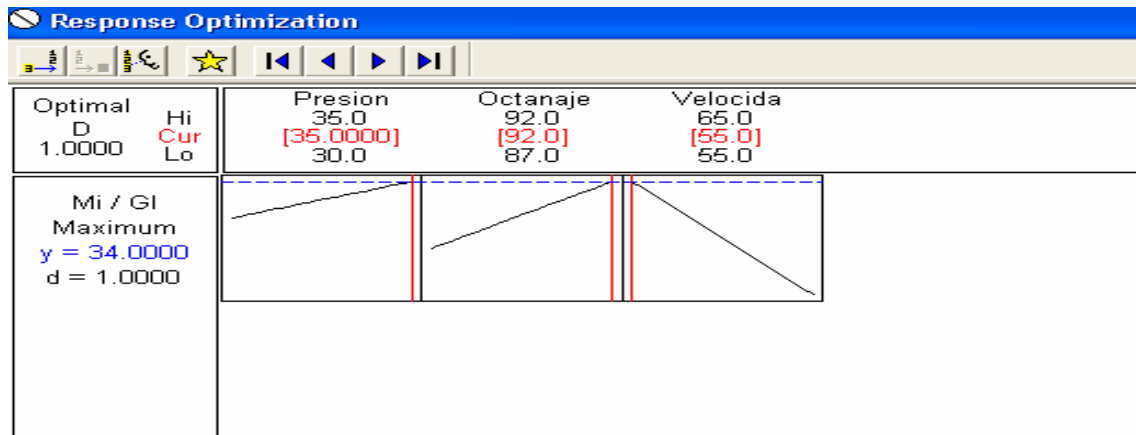 Response Optimization
Optimal
D
1.0000
Hi
Cur
Lo
Presion
35.0
[35.0000]
30.0
Octanaje
92.0
[92.0]
87.0
Velocida
65.0
[55.0]
55.0
Mi / Gl
Maximum
y = 34.0000
d = 1.0000